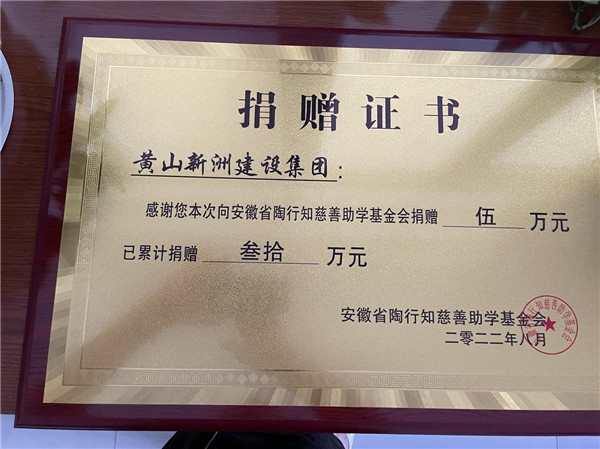 捐赠证书
黄山新洲建设集团：
感谢您本次向安徽省陶行知慈善助学基金会捐赠 伍 万元
已累计捐赠 叁拾 万元
安徽省陶行知慈善助学基金会
二零二二年八月